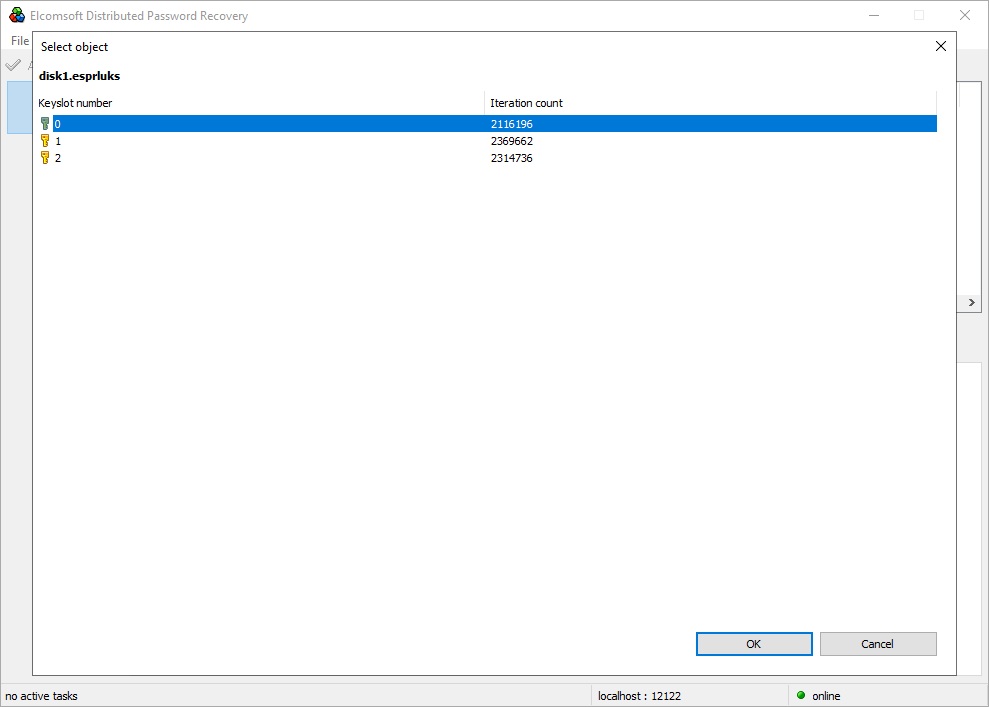 Elcomsoft Distributed Password Recovery
File
Select object
disk1.esprluks
Keyslot number Iteration count
0 2116196
1 2369662
2 2314736
OK Cancel
no active tasks localhost : 12122 online